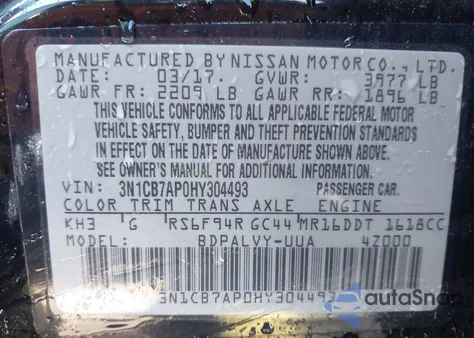 MANUFACTURED BY NISSAN MOTOR CO., LTD.
DATE: 03/17. GVWR: 3977 LB
GAWR FR: 2209 LB GAWR RR: 1896 LB
THIS VEHICLE CONFORMS TO ALL APPLICABLE FEDERAL MOTOR
VEHICLE SAFETY, BUMPER AND THEFT PREVENTION STANDARDS
IN EFFECT ON THE DATE OF MANUFACTURE SHOWN ABOVE.
SEE OWNER'S MANUAL FOR ADDITIONAL INFORMATION.
VIN: 3N1CB7AP0HY304493 PASSENGER CAR.
COLOR TRIM TRANS AXLE ENGINE
KH3 G RS6F94R GC44 MR16DDT 1618CC
MODEL: BDPALVY-UUA 4Z000
3N1CB7AP0HY304493
autoSnap